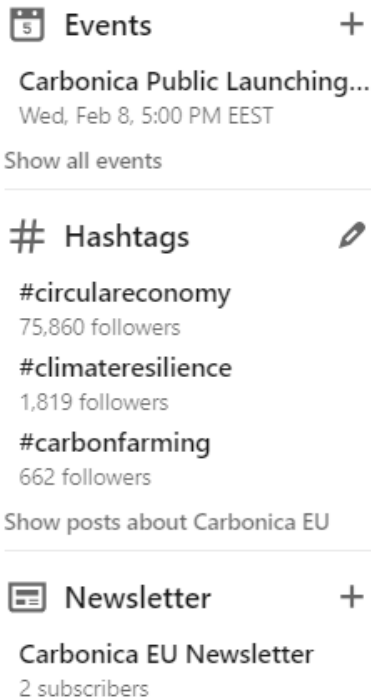 5
Events
Carbonica Public Launching...
Wed, Feb 8, 5:00 PM EEST
Show all events
# Hashtags
#circulareconomy
75,860 followers
#climateresilience
1,819 followers
#carbonfarming
662 followers
Show posts about Carbonica EU
Newsletter
Carbonica EU Newsletter
2 subscribers